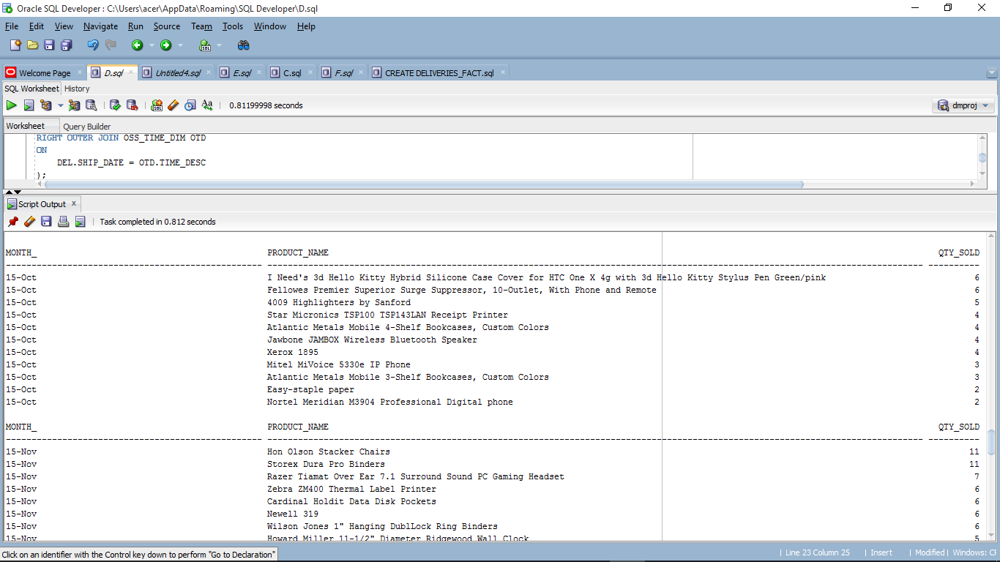 Oracle SQL Developer : C:\Users\acer\AppData\Roaming\SQL Developer\D.sql
File Edit View Navigate Run Source Team Tools Window Help
Welcome Page D.sql Untitled4.sql E.sql C.sql F.sql CREATE DELIVERIES_FACT.sql
SQL Worksheet History
0.81199998 seconds dmproj
Worksheet Query Builder
RIGHT OUTER JOIN OSS_TIME_DIM OTD
ON
DEL.SHIP_DATE = OTD.TIME_DESC
);
Script Output x
Task completed in 0.812 seconds
MONTH_ PRODUCT_NAME QTY_SOLD
15-Oct I Need's 3d Hello Kitty Hybrid Silicone Case Cover for HTC One X 4g with 3d Hello Kitty Stylus Pen Green/pink 6
15-Oct Fellowes Premier Superior Surge Suppressor, 10-Outlet, With Phone and Remote 6
15-Oct 4009 Highlighters by Sanford 5
15-Oct Star Micronics TSP100 TSP143LAN Receipt Printer 4
15-Oct Atlantic Metals Mobile 4-Shelf Bookcases, Custom Colors 4
15-Oct Jawbone JAMBOX Wireless Bluetooth Speaker 4
15-Oct Xerox 1895 4
15-Oct Mitel MiVoice 5330e IP Phone 3
15-Oct Atlantic Metals Mobile 3-Shelf Bookcases, Custom Colors 3
15-Oct Easy-staple paper 2
15-Oct Nortel Meridian M3904 Professional Digital phone 2
MONTH_ PRODUCT_NAME QTY_SOLD
15-Nov Hon Olson Stacker Chairs 11
15-Nov Storex Dura Pro Binders 11
15-Nov Razer Tiamat Over Ear 7.1 Surround Sound PC Gaming Headset 7
15-Nov Zebra ZM400 Thermal Label Printer 6
15-Nov Cardinal Holdit Data Disk Pockets 6
15-Nov Newell 319 6
15-Nov Wilson Jones 1" Hanging DublLock Ring Binders 6
15-Nov Howard Miller 11-1/2" Diameter Ridgewood Wall Clock 5
Click on an identifier with the Control key down to perform "Go to Declaration" | Line 23 Column 25 | Insert | Modified | Windows: CF